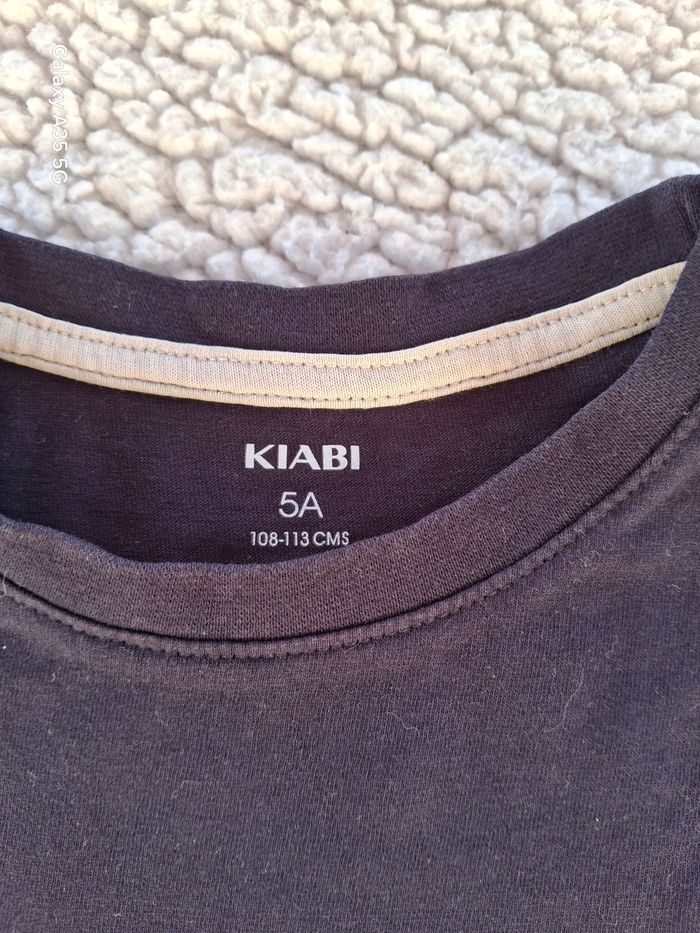 Galaxy A35 5G
KIABI
5A
108-113 CMS